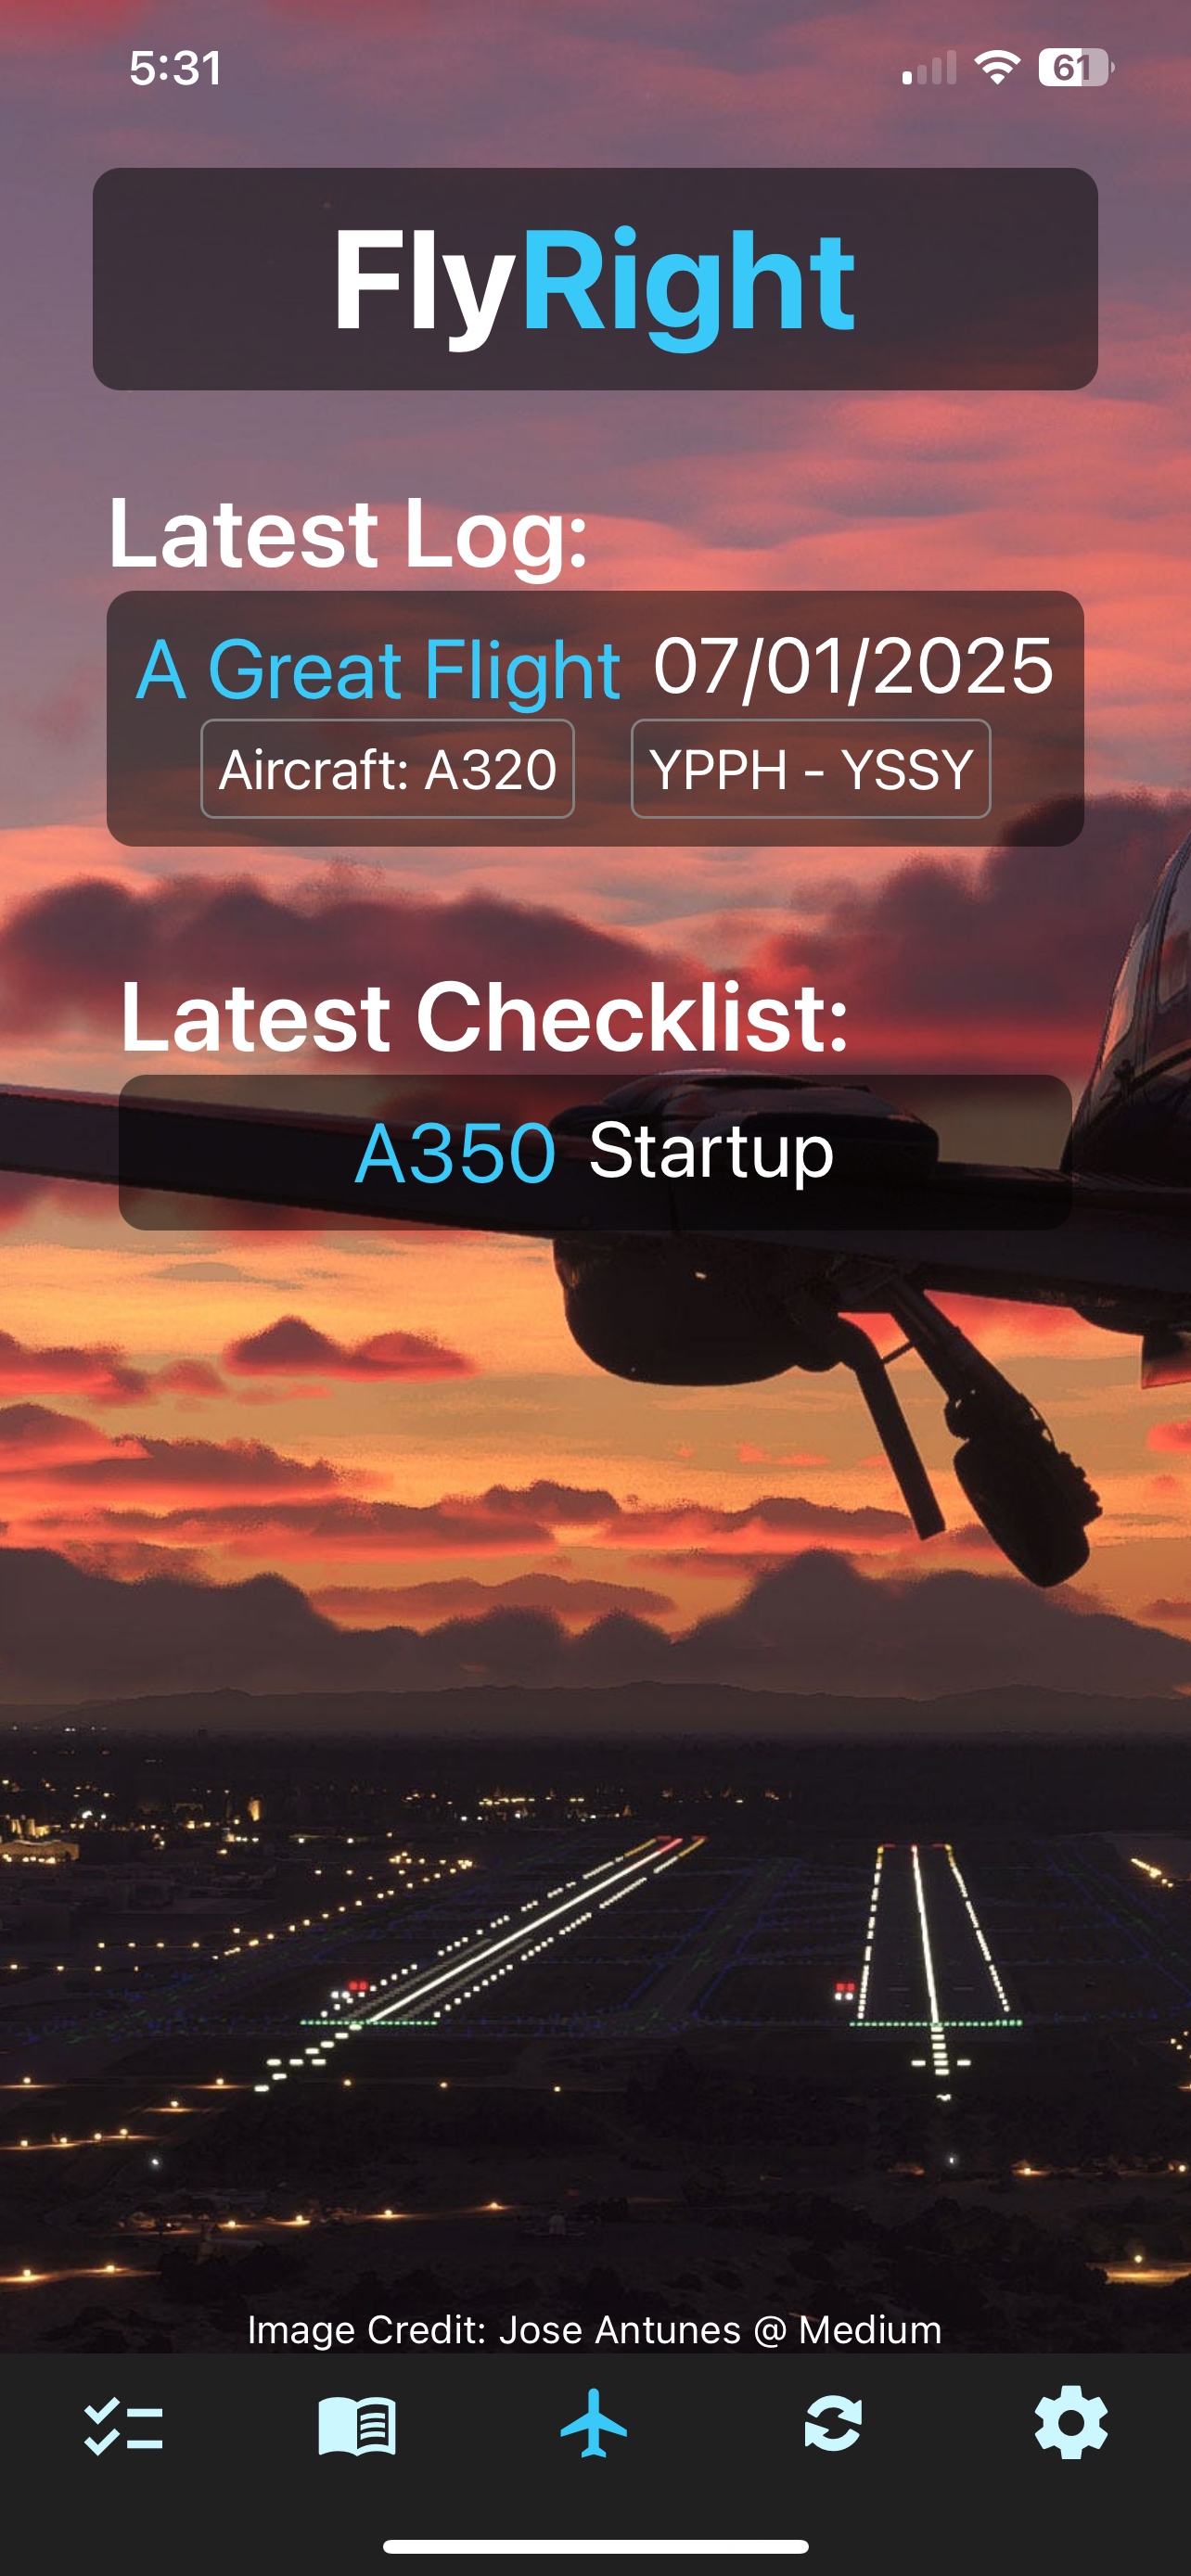 5:31
61
FlyRight
Latest Log:
A Great Flight 07/01/2025
Aircraft: A320 YPPH - YSSY
Latest Checklist:
A350 Startup
Image Credit: Jose Antunes @ Medium